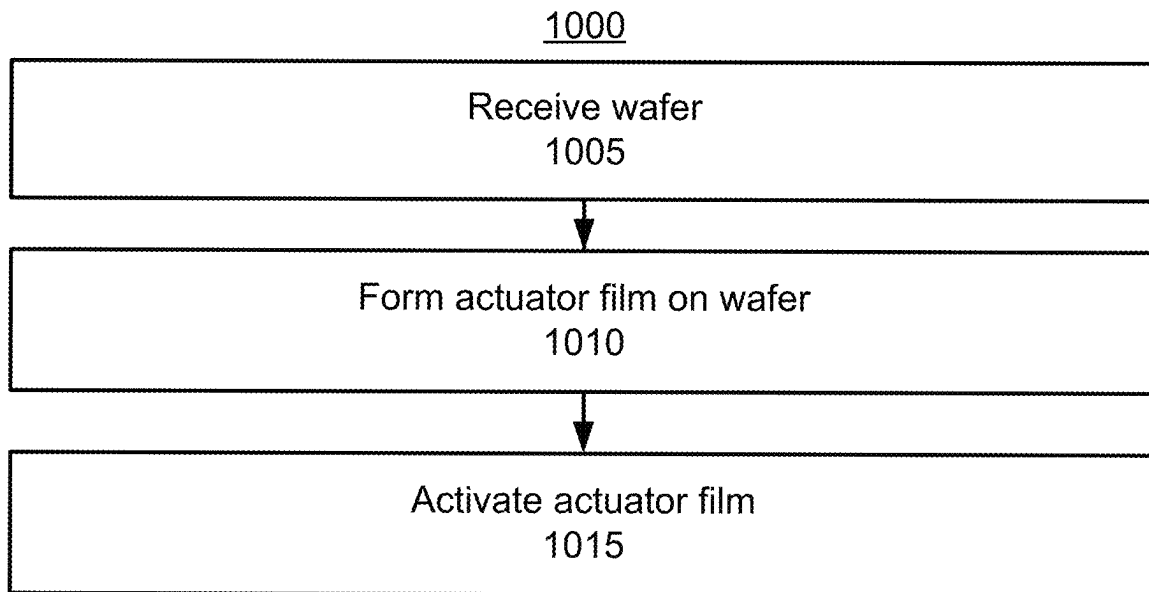 1000
Receive wafer
1005
Form actuator film on wafer
1010
Activate actuator film
1015